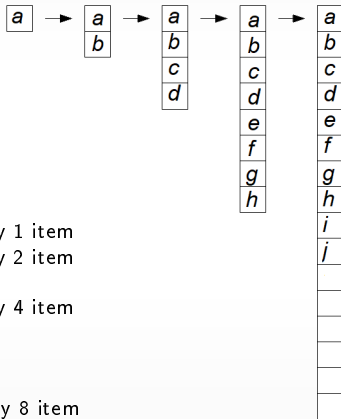 a a a a a
b b b b
c c c
d d d
e e
f f
g g
h h
y 1 item i
y 2 item j
y 4 item
y 8 item